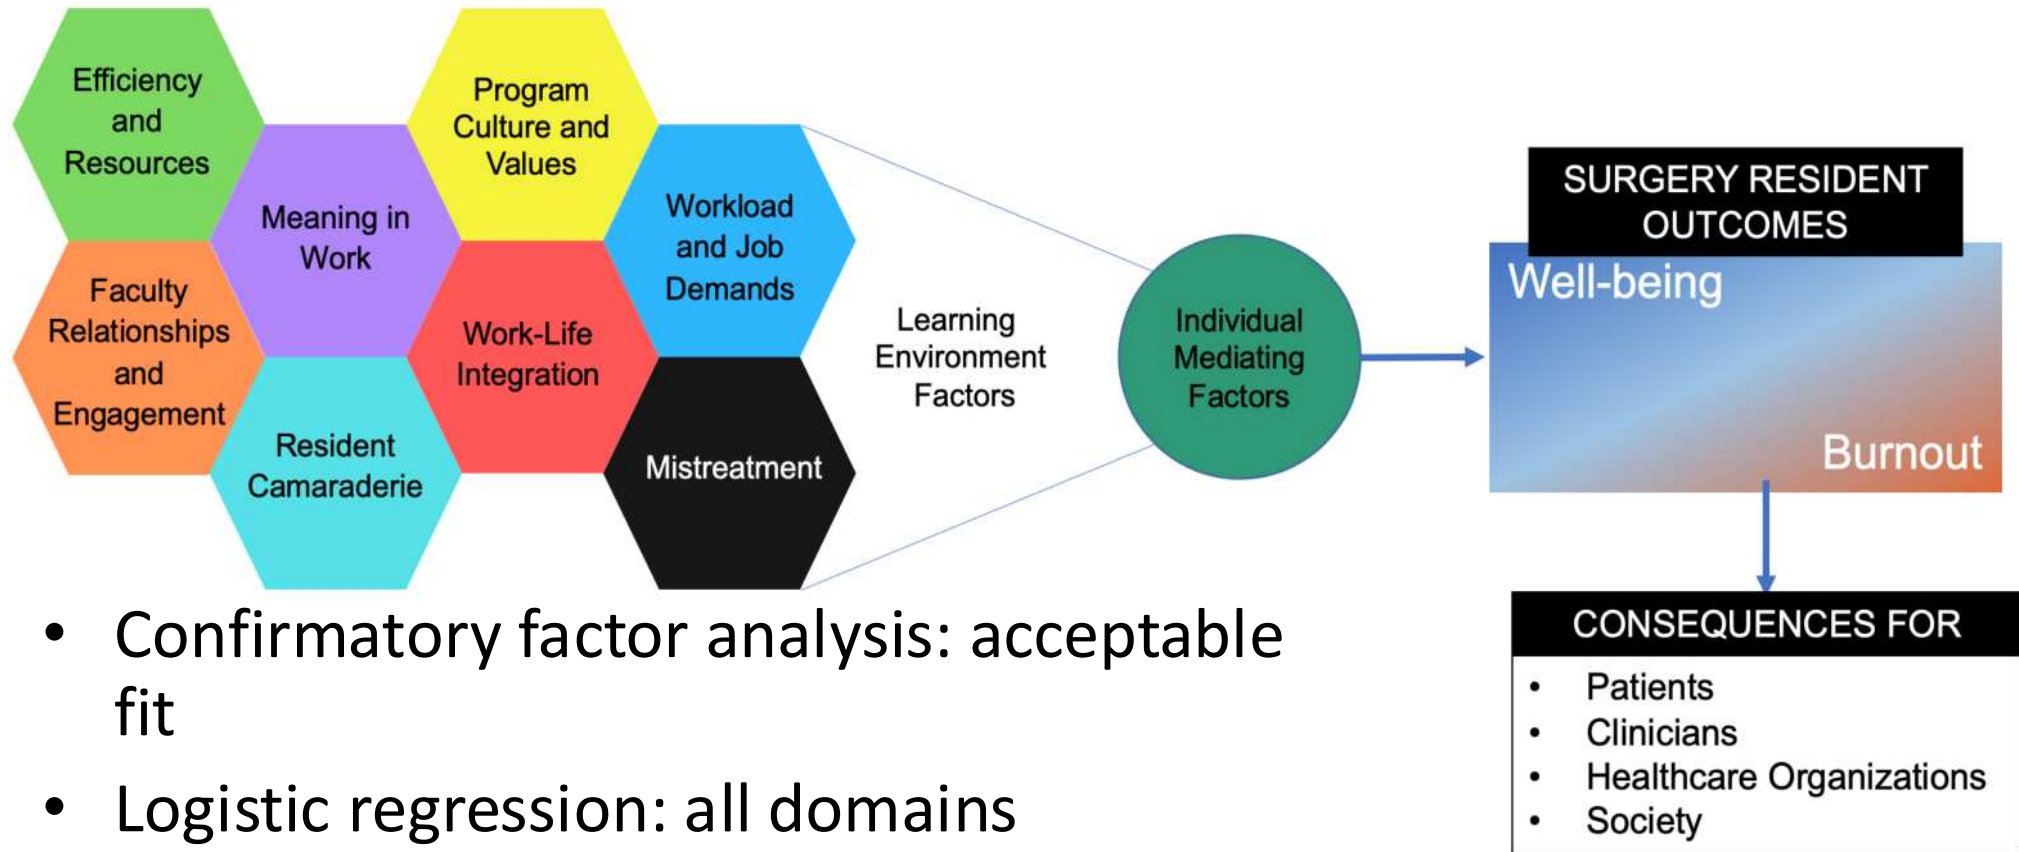 Efficiency
and
Resources
Program
Culture and
Values
Meaning in
Work
Workload
and Job
Demands
Faculty
Relationships
and
Engagement
Work-Life
Integration
Resident
Camaraderie
Mistreatment
Learning
Environment
Factors
Individual
Mediating
Factors
SURGERY RESIDENT
OUTCOMES
Well-being
Burnout
CONSEQUENCES FOR
• Patients
• Clinicians
• Healthcare Organizations
• Society
• Confirmatory factor analysis: acceptable
fit
• Logistic regression: all domains